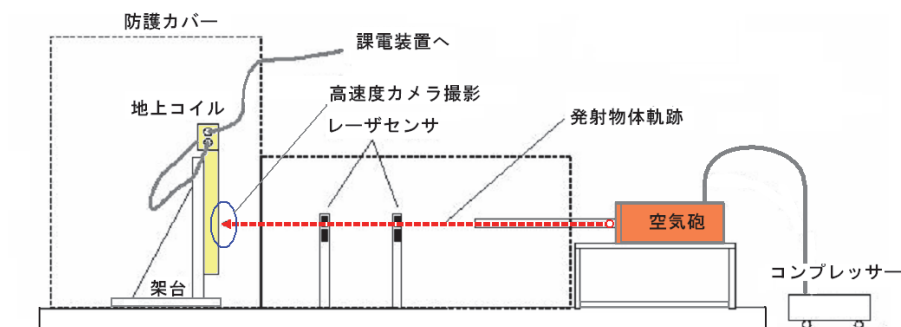 防護カバー
課電装置へ
高速度カメラ撮影
地上コイル
レーザセンサ
発射物体軌跡
空気砲
コンプレッサー
架台